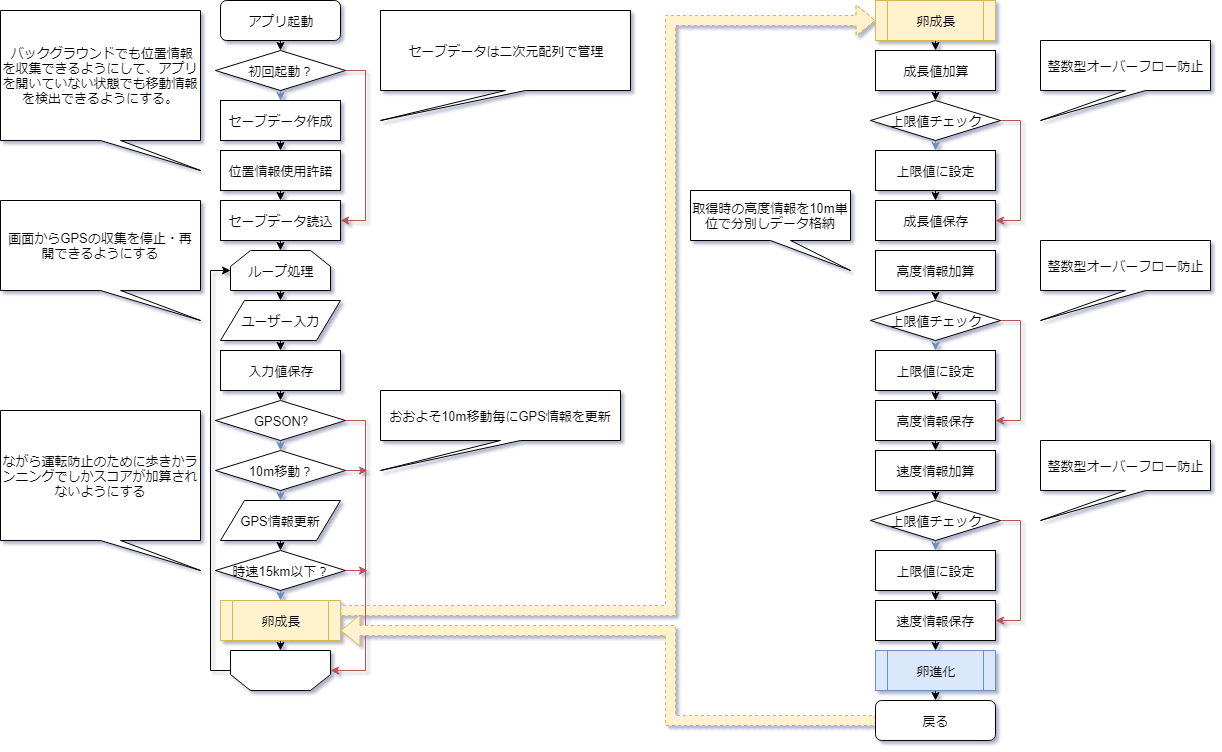 アプリ起動
バックグラウンドでも位置情報
を収集できるようにして、アプリ
を開いていない状態でも移動情報
を検出できるようにする。
初回起動？
セーブデータは二次元配列で管理
セーブデータ作成
位置情報使用許諾
セーブデータ読込
画面からGPSの収集を停止・再
開できるようにする
ループ処理
ユーザー入力
入力値保存
GPSON?
おおよそ10m移動毎にGPS情報を更新
10m移動？
ながら運転防止のために歩きかラ
ンニングでしかスコアが加算され
ないようにする
GPS情報更新
時速15km以下？
卵成長
卵成長
成長値加算
整数型オーバーフロー防止
上限値チェック
上限値に設定
成長値保存
取得時の高度情報を10m単
位で分別しデータ格納
高度情報加算
整数型オーバーフロー防止
上限値チェック
上限値に設定
高度情報保存
速度情報加算
整数型オーバーフロー防止
上限値チェック
上限値に設定
速度情報保存
卵進化
戻る